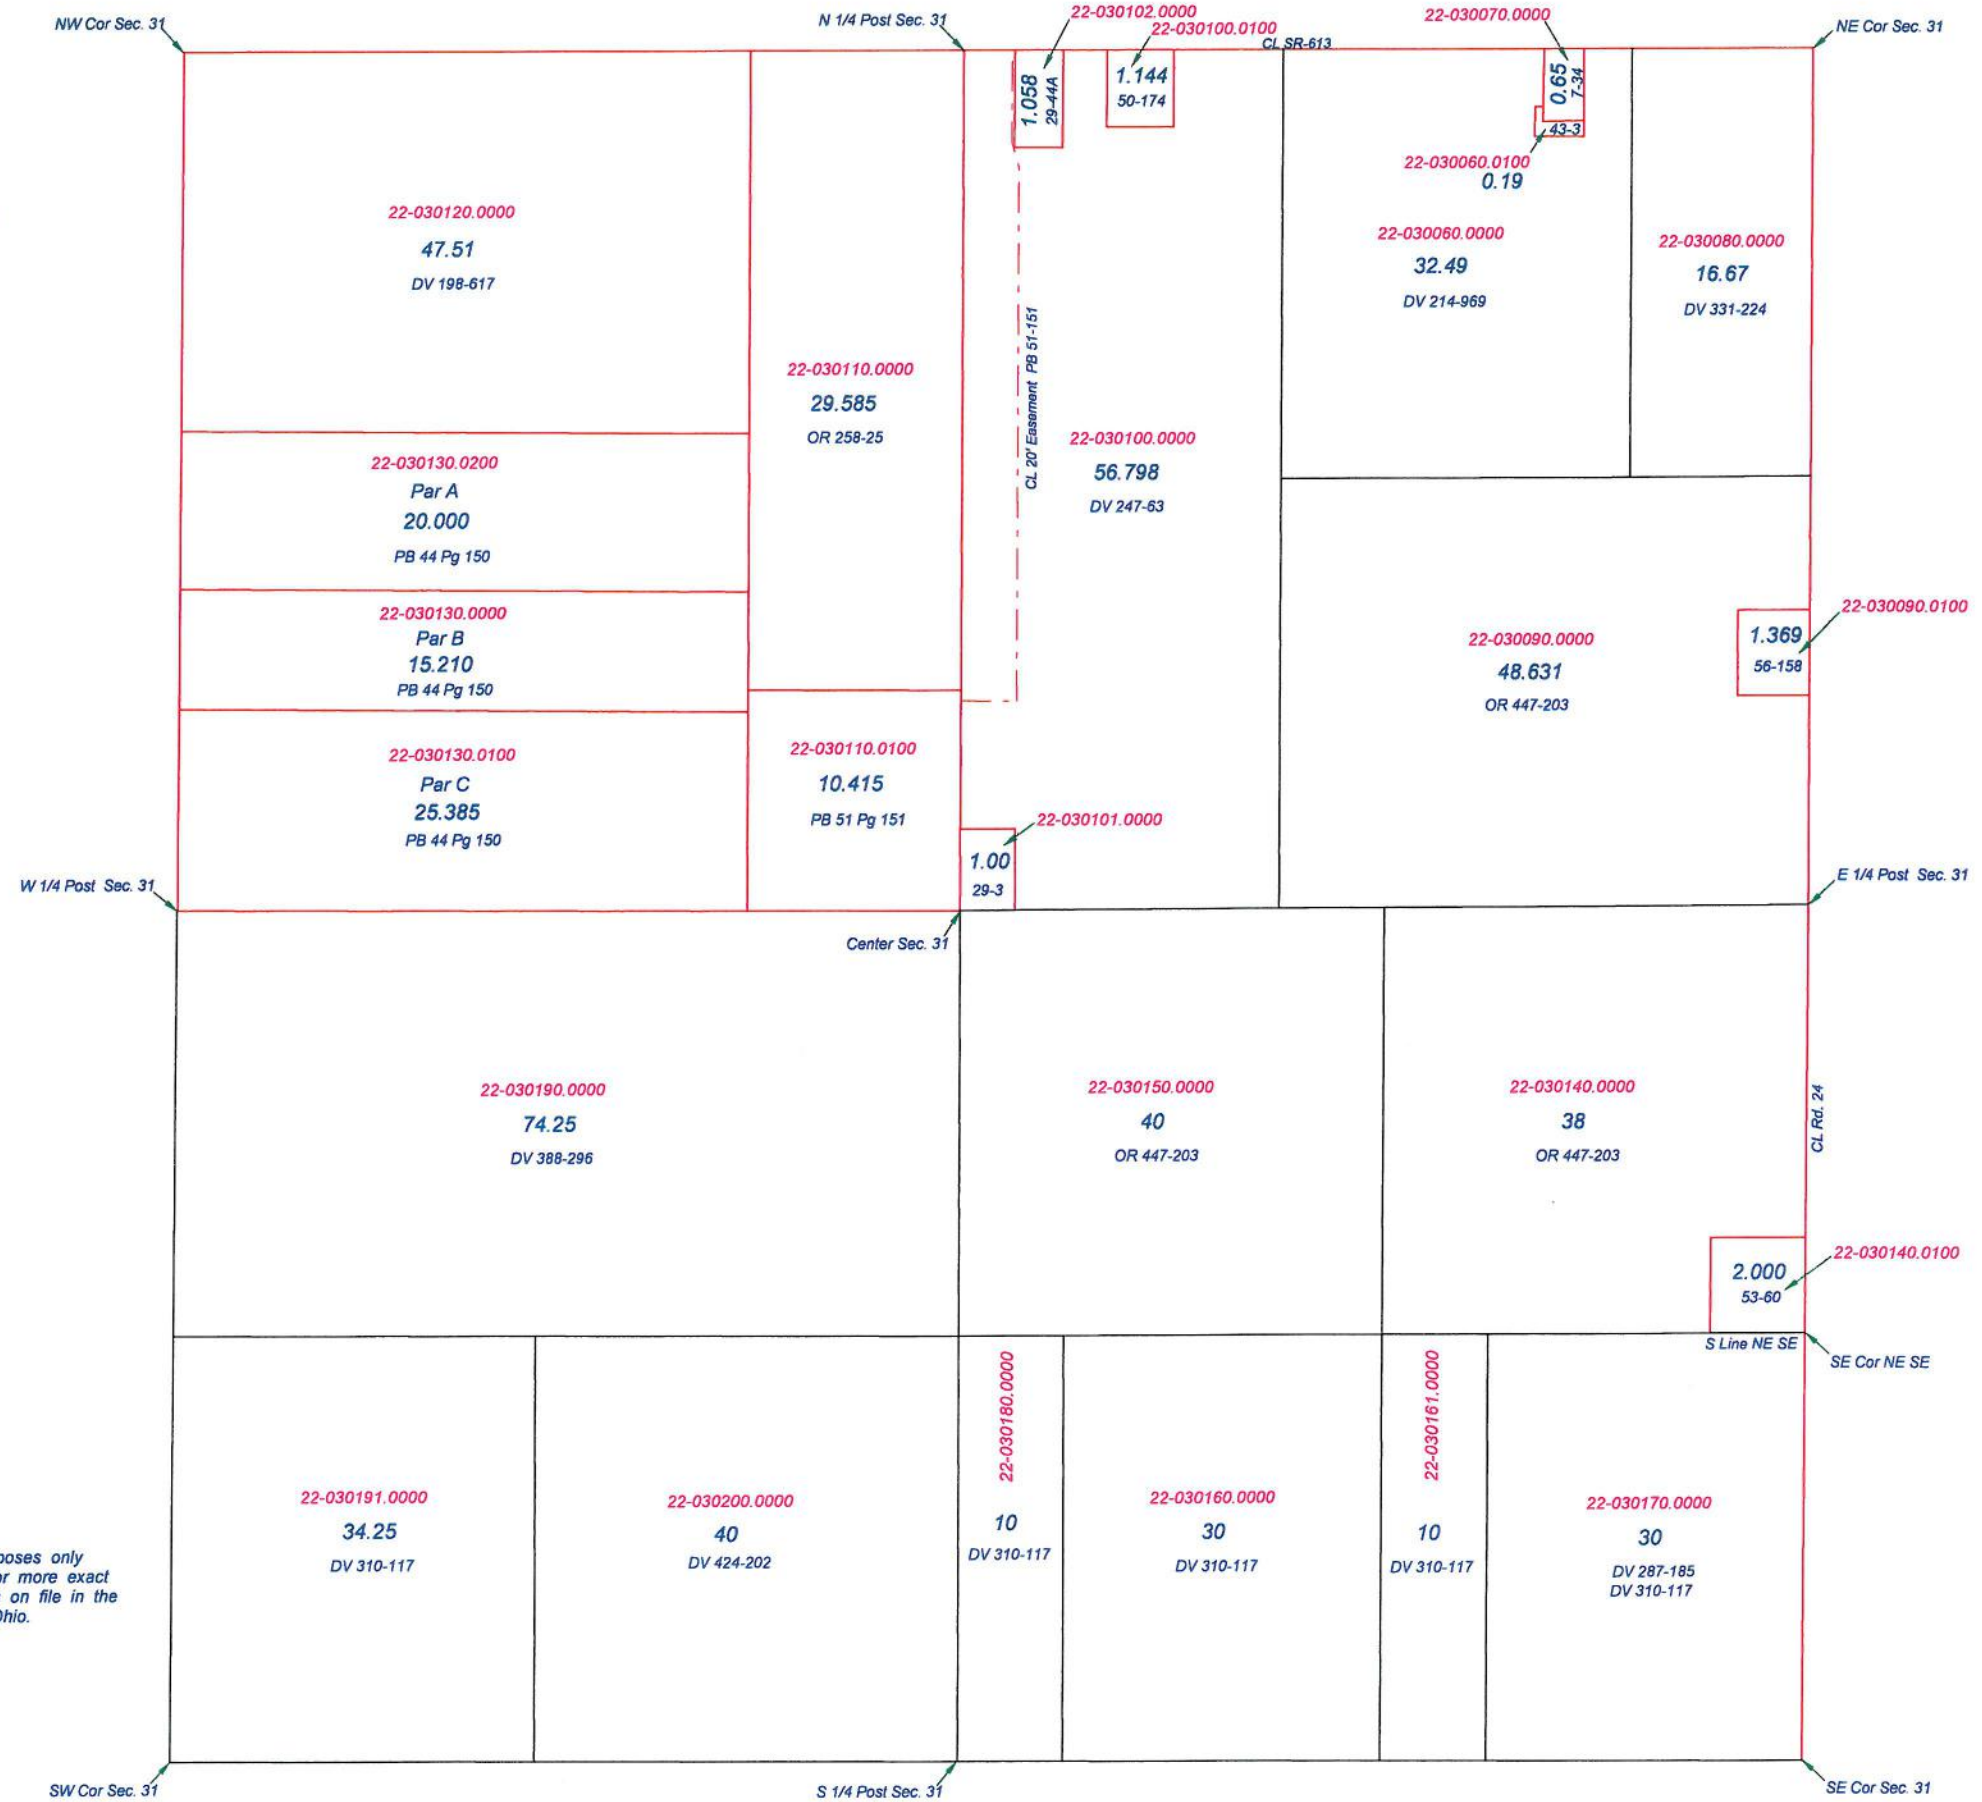 NW Cor Sec. 31
N 1/4 Post Sec. 31
22-030102.0000
22-030100.0100
CL SR-613
22-030070.0000
NE Cor Sec. 31
1.058
29-44A
1.144
50-174
0.65
7-34
43-3
22-030060.0100
0.19
22-030120.0000
47.51
DV 198-617
22-030060.0000
32.49
DV 214-969
22-030080.0000
16.67
DV 331-224
22-030110.0000
29.585
OR 258-25
CL 20' Easement PB 51-151
22-030100.0000
56.798
DV 247-63
22-030130.0200
Par A
20.000
PB 44 Pg 150
22-030130.0000
Par B
15.210
PB 44 Pg 150
22-030090.0000
48.631
OR 447-203
22-030090.0100
1.369
56-158
22-030130.0100
Par C
25.385
PB 44 Pg 150
22-030110.0100
10.415
PB 51 Pg 151
22-030101.0000
1.00
29-3
W 1/4 Post Sec. 31
Center Sec. 31
E 1/4 Post Sec. 31
22-030190.0000
74.25
DV 388-296
22-030150.0000
40
OR 447-203
22-030140.0000
38
OR 447-203
CL Rd. 24
22-030140.0100
2.000
53-60
S Line NE SE
SE Cor NE SE
22-030191.0000
34.25
DV 310-117
22-030200.0000
40
DV 424-202
22-030180.0000
10
DV 310-117
22-030160.0000
30
DV 310-117
22-030161.0000
10
DV 310-117
22-030170.0000
30
DV 287-185
DV 310-117
poses only
or more exact
on file in the
Ohio.
SW Cor Sec. 31
S 1/4 Post Sec. 31
SE Cor Sec. 31